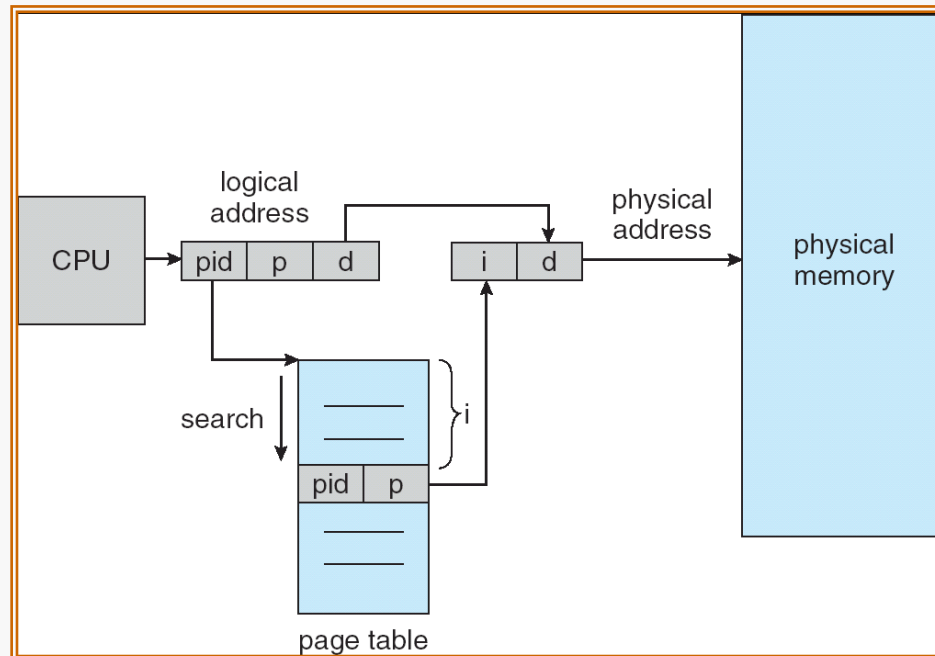 logical
address
physical
address
CPU
pid p d
i d
physical
memory
search
i
pid p
page table